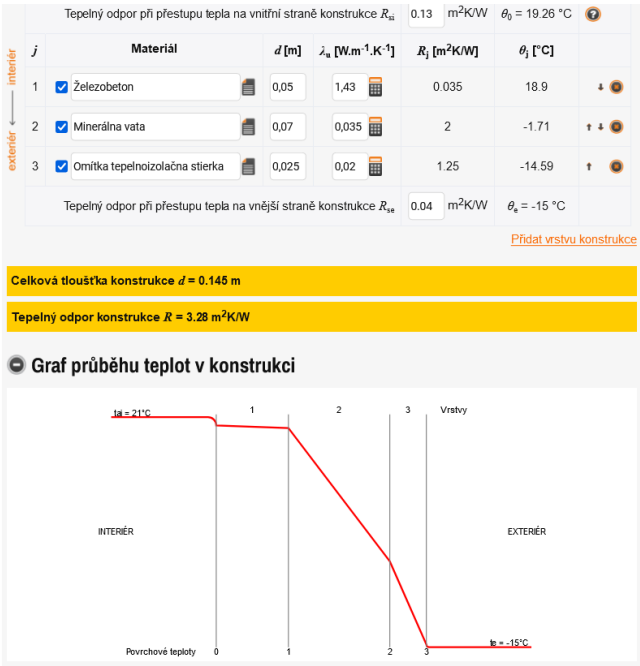 Tepelný odpor při přestupu tepla na vnitřní straně konstrukce Rsi 0.13 m²K/W θ0 = 19.26 °C ?
j Materiál d [m] λu [W.m-1.K-1] Rj [m²K/W] θj [°C]
interiér
exteriér
1 Železobeton 0,05 1,43 0.035 18.9
2 Minerálna vata 0,07 0,035 2 -1.71
3 Omítka tepelnoizolačna stierka 0,025 0,02 1.25 -14.59
Tepelný odpor při přestupu tepla na vnější straně konstrukce Rse 0.04 m²K/W θe = -15 °C
Přidat vrstvu konstrukce
Celková tloušťka konstrukce d = 0.145 m
Tepelný odpor konstrukce R = 3.28 m²K/W
Graf průběhu teplot v konstrukci
tai = 21°C 1 2 3 Vrstvy
INTERIÉR EXTERIÉR
te = -15°C
Povrchové teploty 0 1 2 3